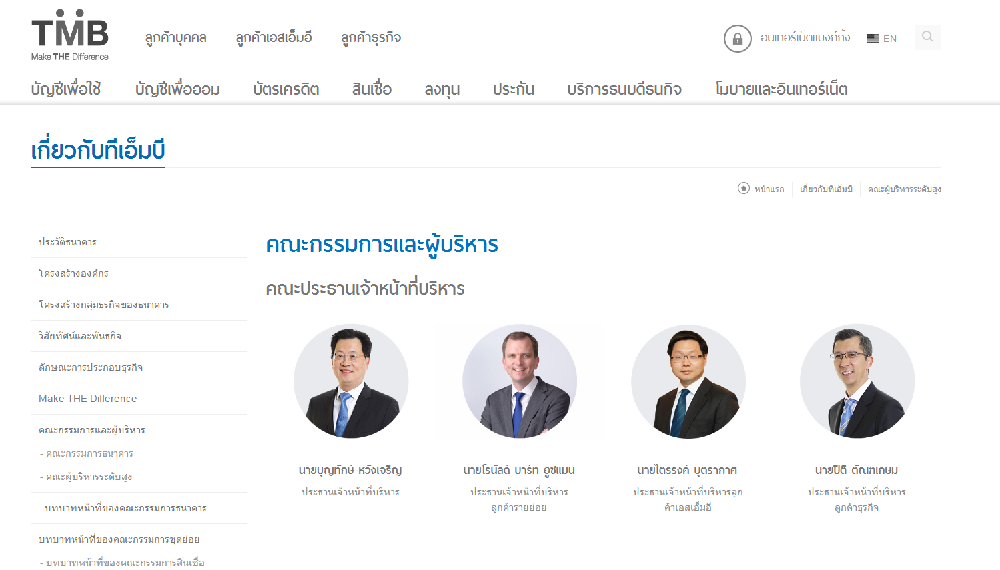 TMB
Make THE Difference
ลูกค้าบุคคล ลูกค้าเอสเอ็มอี ลูกค้าธุรกิจ
อินเทอร์เน็ตแบงก์กิ้ง EN
บัญชีเพื่อใช้ บัญชีเพื่อออม บัตรเครดิต สินเชื่อ ลงทุน ประกัน บริการธนบดีธนกิจ โมบายและอินเทอร์เน็ต
เกี่ยวกับทีเอ็มบี
หน้าแรก เกี่ยวกับทีเอ็มบี คณะผู้บริหารระดับสูง
ประวัติธนาคาร
โครงสร้างองค์กร
โครงสร้างกลุ่มธุรกิจของธนาคาร
วิสัยทัศน์และพันธกิจ
ลักษณะการประกอบธุรกิจ
Make THE Difference
คณะกรรมการและผู้บริหาร
- คณะกรรมการธนาคาร
- คณะผู้บริหารระดับสูง
- บทบาทหน้าที่ของคณะกรรมการธนาคาร
บทบาทหน้าที่ของคณะกรรมการชุดย่อย
- บทบาทหน้าที่ของคณะกรรมการสินเชื่อ
คณะกรรมการและผู้บริหาร
คณะประธานเจ้าหน้าที่บริหาร
นายบุญทักษ์ หวังเจริญ
ประธานเจ้าหน้าที่บริหาร
นายโรนัลด์ ปาร์ท ฮูซแมน
ประธานเจ้าหน้าที่บริหาร
ลูกค้ารายย่อย
นายไตรรงค์ บุตรากาศ
ประธานเจ้าหน้าที่บริหารลูก
ค้าเอสเอ็มอี
นายปิติ ตัณฑเกษม
ประธานเจ้าหน้าที่บริหาร
ลูกค้าธุรกิจ